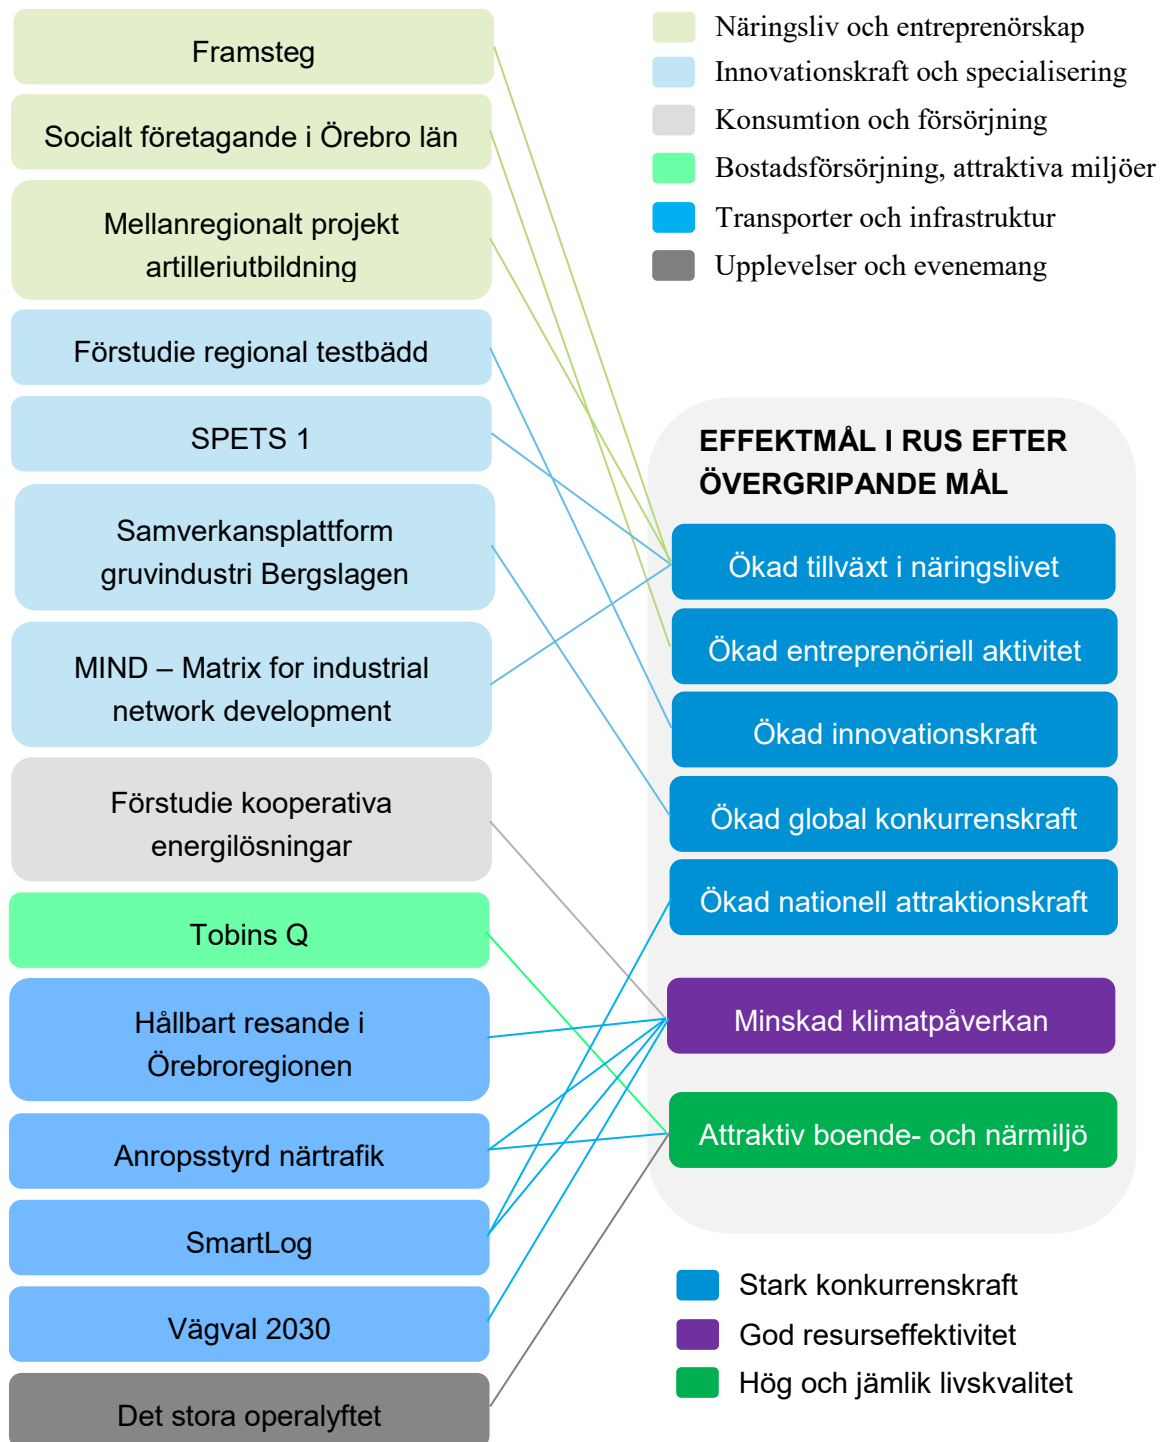 Framsteg
Socialt företagande i Örebro län
Mellanregionalt projekt
artilleriutbildning
Förstudie regional testbädd
SPETS 1
Samverkansplattform
gruvindustri Bergslagen
MIND – Matrix for industrial
network development
Förstudie kooperativa
energilösningar
Tobins Q
Hållbart resande i
Örebroregionen
Anropsstyrd närtrafik
SmartLog
Vägval 2030
Det stora operalyftet
Näringsliv och entreprenörskap
Innovationskraft och specialisering
Konsumtion och försörjning
Bostadsförsörjning, attraktiva miljöer
Transporter och infrastruktur
Upplevelser och evenemang
EFFEKTMÅL I RUS EFTER
ÖVERGRIPANDE MÅL
Ökad tillväxt i näringslivet
Ökad entreprenöriell aktivitet
Ökad innovationskraft
Ökad global konkurrenskraft
Ökad nationell attraktionskraft
Minskad klimatpåverkan
Attraktiv boende- och närmiljö
Stark konkurrenskraft
God resurseffektivitet
Hög och jämlik livskvalitet